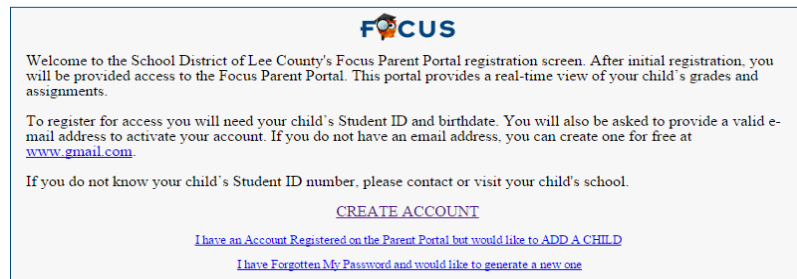 FOCUS
Welcome to the School District of Lee County's Focus Parent Portal registration screen. After initial registration, you
will be provided access to the Focus Parent Portal. This portal provides a real-time view of your child's grades and
assignments.
To register for access you will need your child's Student ID and birthdate. You will also be asked to provide a valid e-
mail address to activate your account. If you do not have an email address, you can create one for free at
www.gmail.com.
If you do not know your child's Student ID number, please contact or visit your child's school.
CREATE ACCOUNT
I have an Account Registered on the Parent Portal but would like to ADD A CHILD
I have Forgotten My Password and would like to generate a new one